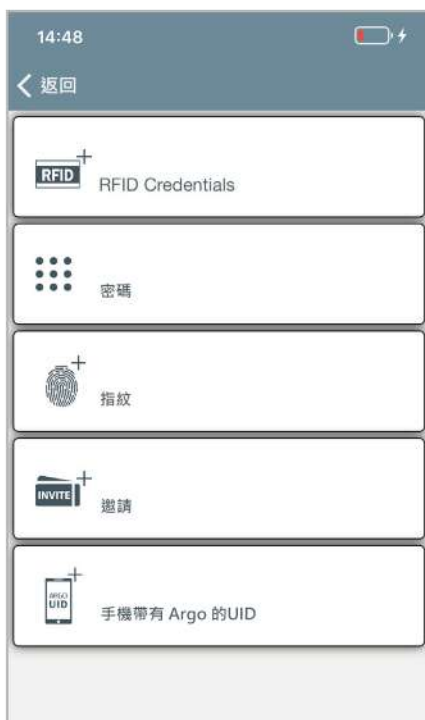 14:48
返回
RFID
RFID Credentials
密碼
指紋
INVITE
邀請
ARGO
UID
手機帶有 Argo 的UID